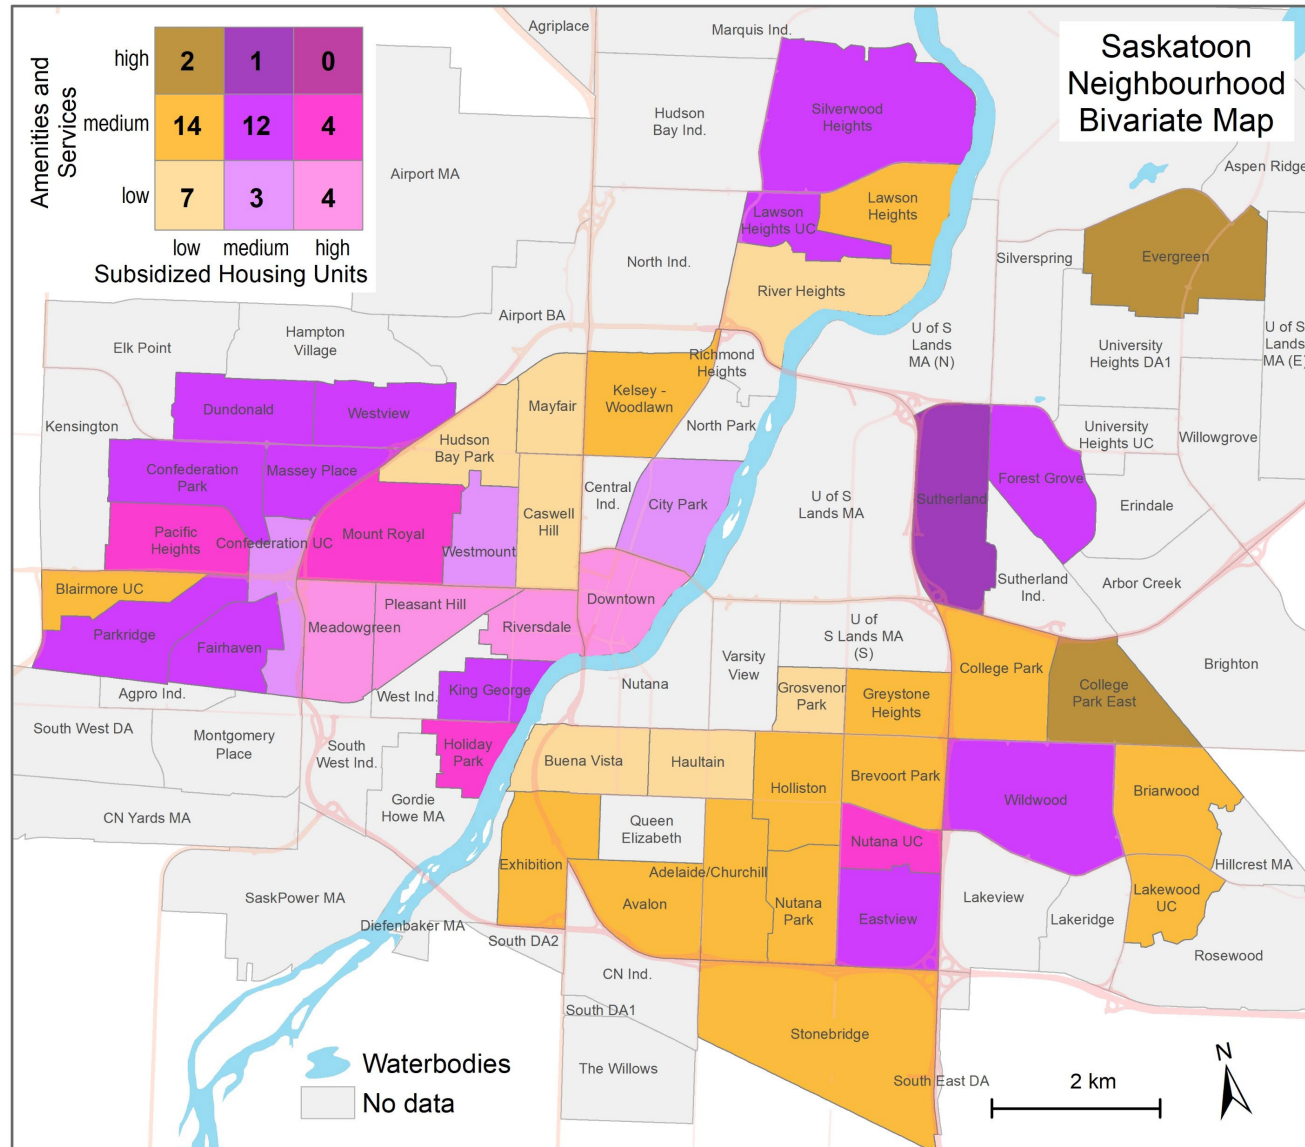 Saskatoon
Neighbourhood
Bivariate Map
Amenities and
Services
high
medium
low
2
1
0
14
12
4
7
3
4
low
medium
high
Subsidized Housing Units
Agriplace
Marquis Ind.
Hudson
Bay Ind.
Silverwood
Heights
Airport MA
Aspen Ridge
Lawson
Heights
Lawson
Heights UC
North Ind.
Silverspring
Evergreen
River Heights
Airport BA
Hampton
Village
Elk Point
Richmond
Heights
U of S
Lands
MA (N)
University
Heights DA1
U of S
Lands
MA (E)
Kelsey -
Woodlawn
Mayfair
Dundonald
Westview
Kensington
Hudson
Bay Park
North Park
University
Heights UC
Willowgrove
Confederation
Park
Massey Place
Central
Ind.
City Park
U of S
Lands MA
Sutherland
Forest Grove
Erindale
Pacific
Heights
Confederation UC
Mount Royal
Westmount
Caswell
Hill
Sutherland
Ind.
Arbor Creek
Blairmore UC
Pleasant Hill
Downtown
Parkridge
Fairhaven
Meadowgreen
Riversdale
U of
S Lands MA
(S)
Varsity
View
College Park
Brighton
Agpro Ind.
West Ind.
King George
Nutana
Grosvenor
Park
Greystone
Heights
College
Park East
South West DA
Montgomery
Place
South
West Ind.
Holiday
Park
Buena Vista
Haultain
Holliston
Brevoort Park
Wildwood
Briarwood
CN Yards MA
Gordie
Howe MA
Queen
Elizabeth
Nutana UC
Exhibition
Adelaide/Churchill
Hillcrest MA
SaskPower MA
Avalon
Nutana
Park
Eastview
Lakeview
Lakeridge
Lakewood
UC
Diefenbaker MA
South DA2
Rosewood
CN Ind.
South DA1
Stonebridge
The Willows
South East DA
Waterbodies
No data
2 km
N